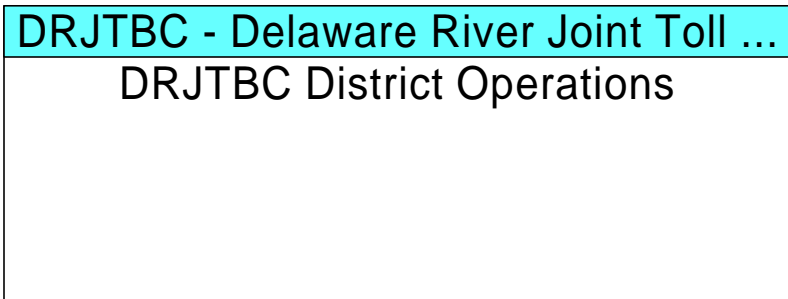 DRJTBC - Delaware River Joint Toll ...
DRJTBC District Operations